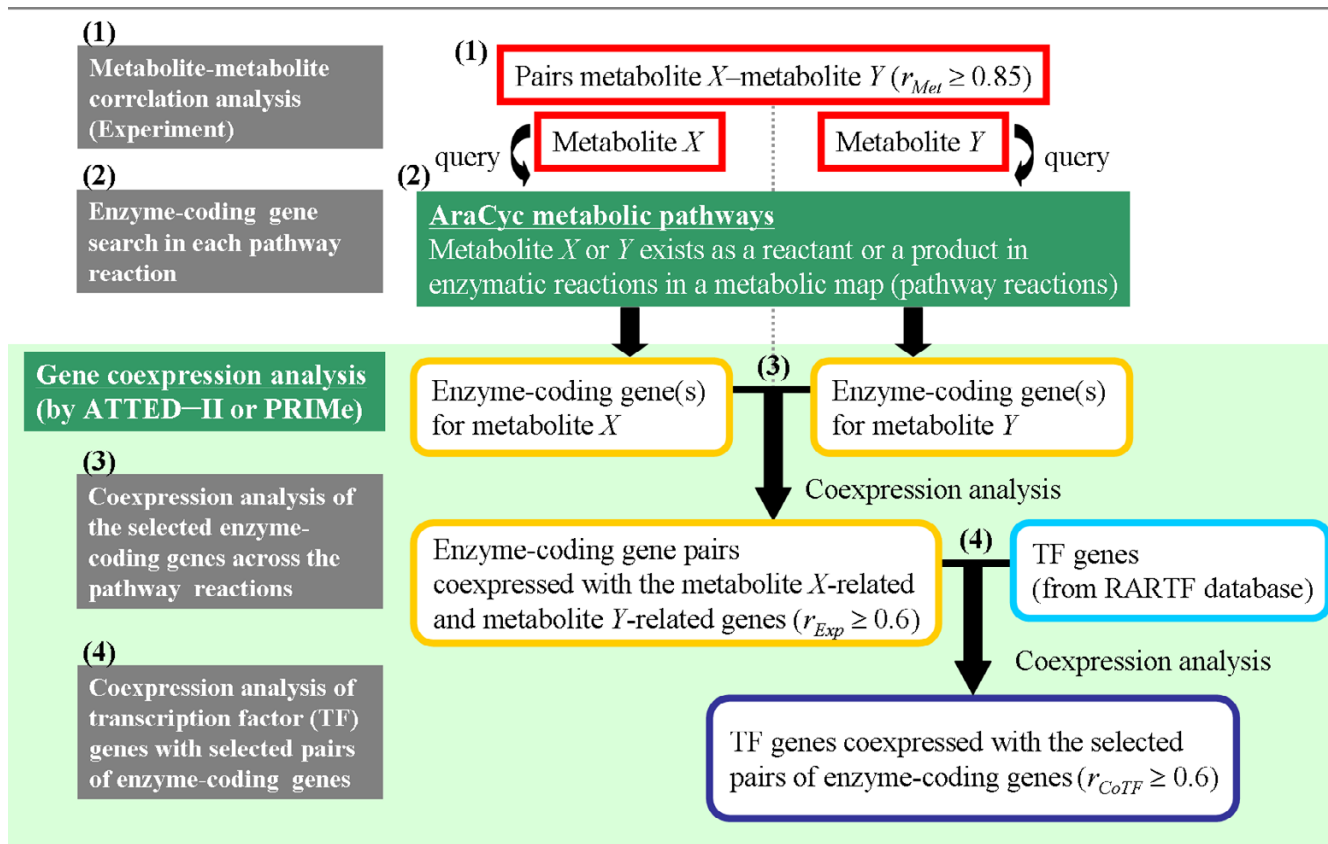 (1)
Metabolite-metabolite
corrclation analysis
(Experiment)
(1)
Pairs metabolite X–metabolite Y (r_Met ≥ 0.85)
Metabolite X
Metabolite Y
query
query
(2)
Enzyme-coding gene
search in each pathway
reaction
(2)
AraCyc metabolic pathways
Metabolite X or Y exists as a reactant or a product in
enzymatic reactions in a metabolic map (pathway reactions)
Gene coexpression analysis
(by ATTED–II or PRIMe)
Enzyme-coding gene(s)
for metabolite X
(3)
Enzyme-coding gene(s)
for metabolite Y
(3)
Coexpression analysis of
the selected enzyme-
coding genes across the
pathway reactions
Coexpression analysis
Enzyme-coding gene pairs
coexpressed with the metabolite X-related
and metabolite Y-related genes (r_Exp ≥ 0.6)
(4)
TF genes
(from RARTF database)
(4)
Coexpression analysis of
transcription factor (TF)
genes with selected pairs
of enzyme-coding genes
Coexpression analysis
TF genes coexpressed with the selected
pairs of enzyme-coding genes (r_CoTF ≥ 0.6)